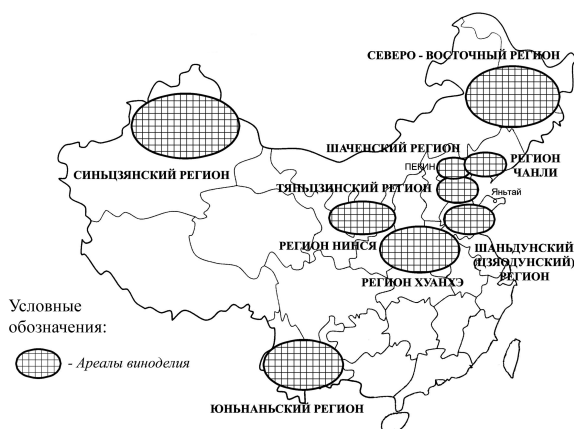 СЕВЕРО - ВОСТОЧНЫЙ РЕГИОН
ШАЧЕНСКИЙ РЕГИОН
ПЕКИН
РЕГИОН
ЧАНЛИ
СИНЬЦЗЯНСКИЙ РЕГИОН
ТЯНЬЦЗИНСКИЙ РЕГИОН
Яньтай
РЕГИОН НИНСЯ
ШАНЬДУНСКИЙ
(ЦЗЯОДУНСКИЙ)
РЕГИОН
РЕГИОН ХУАНХЭ
Условные
обозначения:
- Ареалы виноделия
ЮНЬНАНЬСКИЙ РЕГИОН